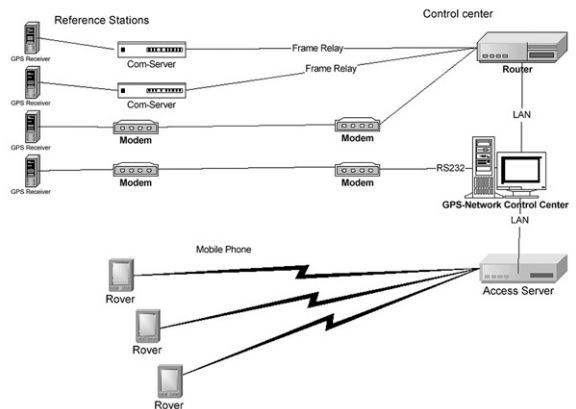 Reference Stations
Control center
GPS Receiver
Com-Server
Frame Relay
Router
Frame Relay
GPS Receiver
Com-Server
LAN
GPS Receiver
Modem
Modem
RS232
GPS Receiver
Modem
Modem
GPS-Network Control Center
LAN
Mobile Phone
Access Server
Rover
Rover
Rover